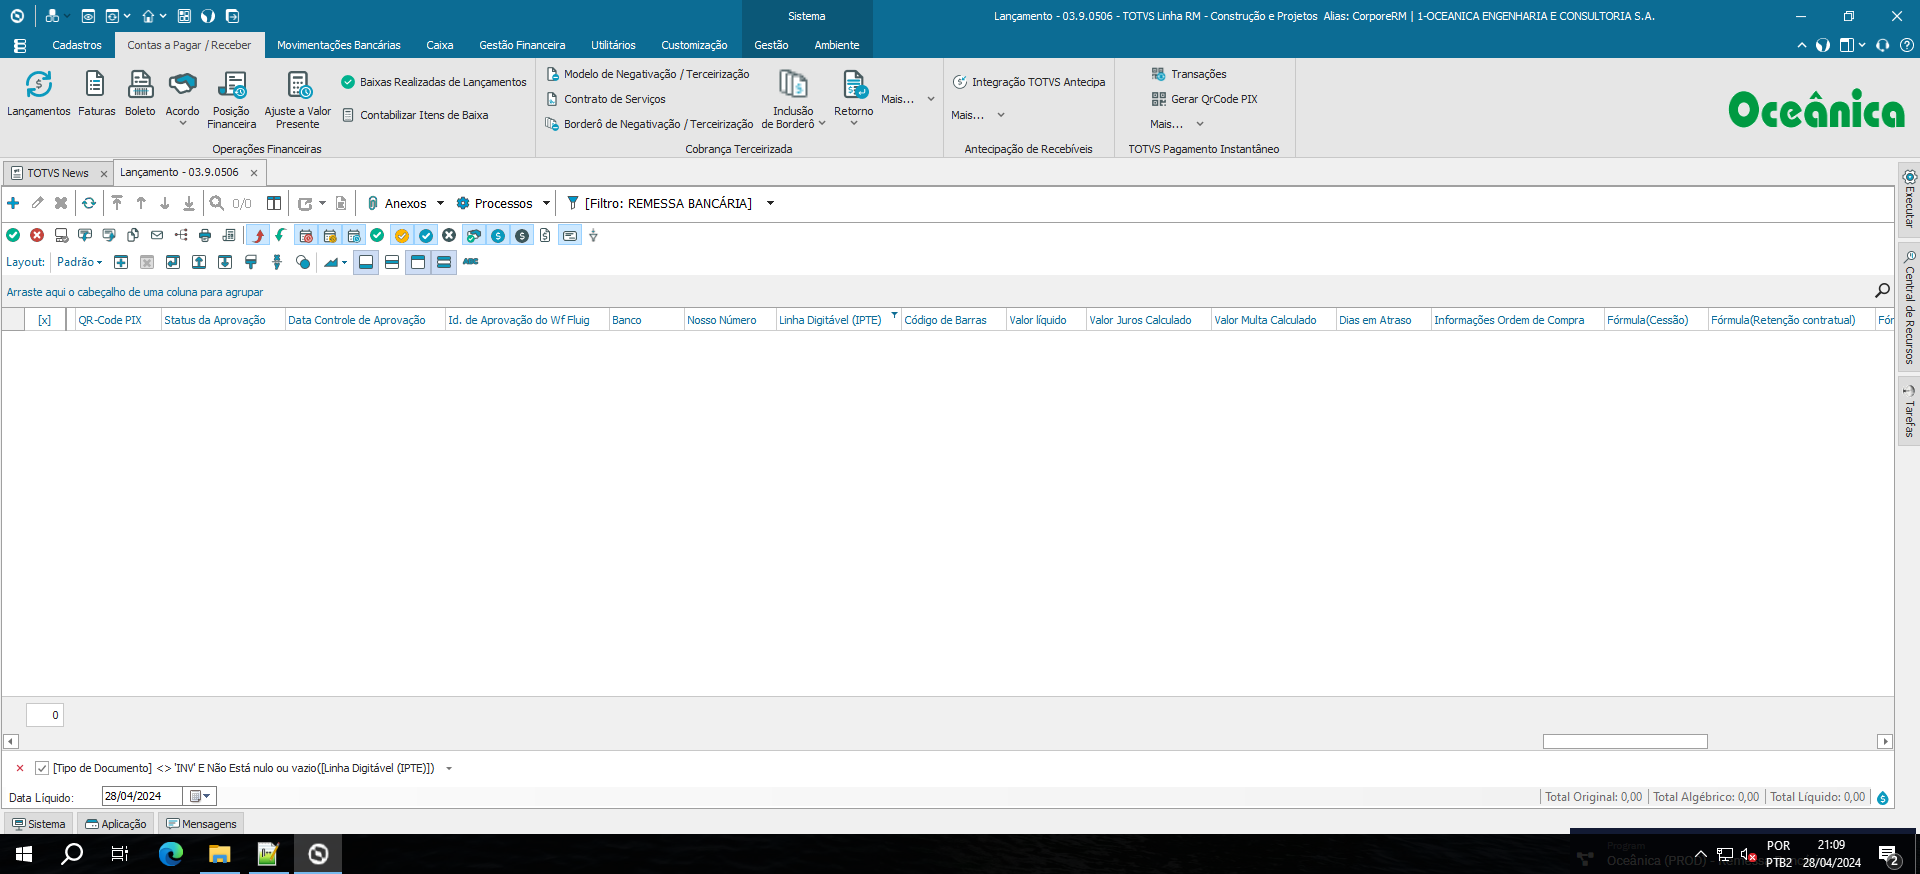 Sistema
Lançamento - 03.9.0506 - TOTVS Linha RM - Construção e Projetos  Alias: CorporeRM | 1-OCEANICA ENGENHARIA E CONSULTORIA S.A.
Cadastros
Contas a Pagar / Receber
Movimentações Bancárias
Caixa
Gestão Financeira
Utilitários
Customização
Gestão
Ambiente
Lançamentos
Faturas
Boleto
Acordo
Posição Financeira
Ajuste a Valor Presente
Baixas Realizadas de Lançamentos
Contabilizar Itens de Baixa
Operações Financeiras
Modelo de Negativação / Terceirização
Contrato de Serviços
Borderô de Negativação / Terceirização
Inclusão de Borderô
Retorno
Mais...
Cobrança Terceirizada
Integração TOTVS Antecipa
Mais...
Antecipação de Recebíveis
Transações
Gerar QrCode PIX
Mais...
TOTVS Pagamento Instantâneo
Oceânica
TOTVS News
Lançamento - 03.9.0506
0/0
Anexos
Processos
[Filtro: REMESSA BANCÁRIA]
Layout:
Padrão
ABC
Arraste aqui o cabeçalho de uma coluna para agrupar
[x]
QR-Code PIX
Status da Aprovação
Data Controle de Aprovação
Id. de Aprovação do Wf Fluig
Banco
Nosso Número
Linha Digitável (IPTE)
Código de Barras
Valor líquido
Valor Juros Calculado
Valor Multa Calculado
Dias em Atraso
Informações Ordem de Compra
Fórmula(Cessão)
Fórmula(Retenção contratual)
Fór
Executar
Central de Recursos
Tarefas
0
[Tipo de Documento] <> 'INV' E Não Está nulo ou vazio([Linha Digitável (IPTE)])
Data Líquido:
28/04/2024
Total Original: 0,00
Total Algébrico: 0,00
Total Líquido: 0,00
Sistema
Aplicação
Mensagens
Program
Oceânica (PROD)
POR
PTB2
21:09
28/04/2024
2